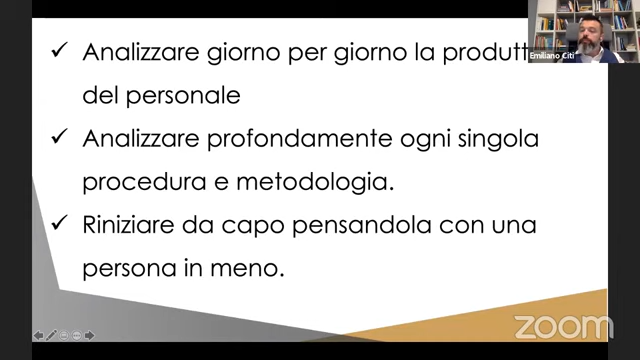 ✓ Analizzare giorno per giorno la
del personale
✓ Analizzare profondamente ogni singola
procedura e metodologia.
✓ Riniziare da capo pensandola con una
persona in meno.
Emiliano Citi
zoom